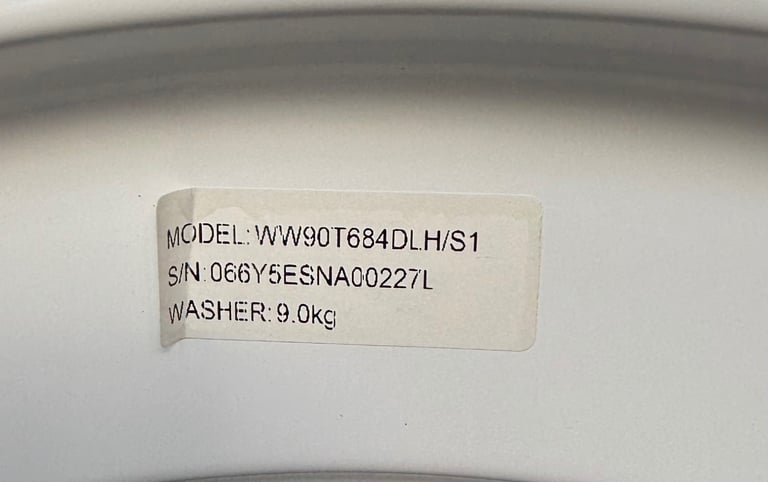 MODEL: WW90T684DLH/S1
S/N: 066Y5ESNA00227L
WASHER: 9.0kg